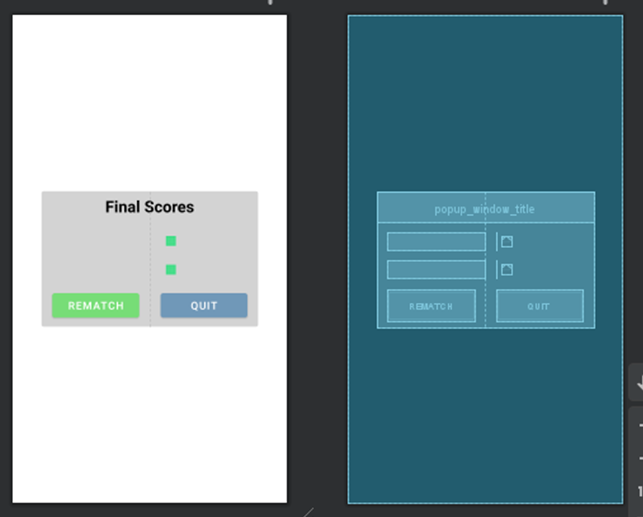 Final Scores
REMATCH
QUIT
popup_window_title
REMATCH
QUIT